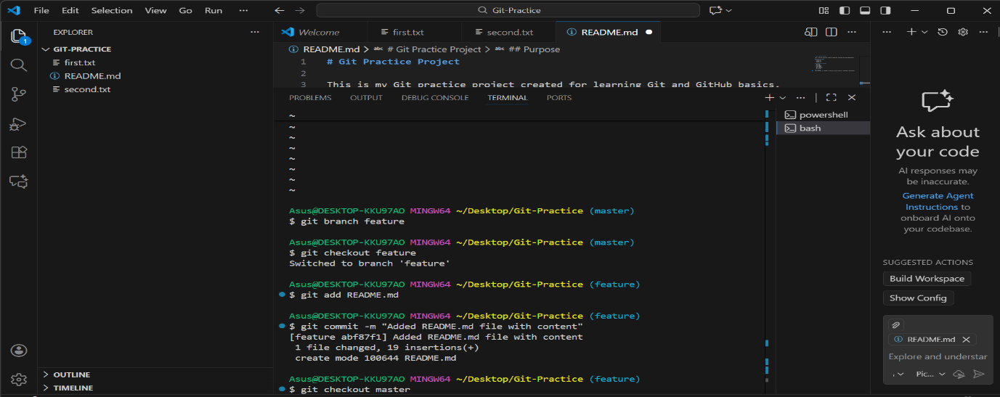 File Edit Selection View Go Run ··· Git-Practice
EXPLORER ···
GIT-PRACTICE
first.txt
README.md
second.txt
OUTLINE
TIMELINE
1
Welcome first.txt second.txt README.md
README.md > # Git Practice Project > ## Purpose
1 # Git Practice Project
2
3 This is my Git practice project created for learning Git and GitHub basics.
PROBLEMS OUTPUT DEBUG CONSOLE TERMINAL PORTS
~
~
~
~
~
~
~
~
Asus@DESKTOP-KKU97AO MINGW64 ~/Desktop/Git-Practice (master)
$ git branch feature
Asus@DESKTOP-KKU97AO MINGW64 ~/Desktop/Git-Practice (master)
$ git checkout feature
Switched to branch 'feature'
Asus@DESKTOP-KKU97AO MINGW64 ~/Desktop/Git-Practice (feature)
$ git add README.md
Asus@DESKTOP-KKU97AO MINGW64 ~/Desktop/Git-Practice (feature)
$ git commit -m "Added README.md file with content"
[feature abf87f1] Added README.md file with content
1 file changed, 19 insertions(+)
create mode 100644 README.md
Asus@DESKTOP-KKU97AO MINGW64 ~/Desktop/Git-Practice (feature)
$ git checkout master
powershell
bash
Ask about
your code
AI responses may
be inaccurate.
Generate Agent
Instructions to
onboard AI onto
your codebase.
SUGGESTED ACTIONS
Build Workspace
Show Config
README.md
Explore and understar
Pic...